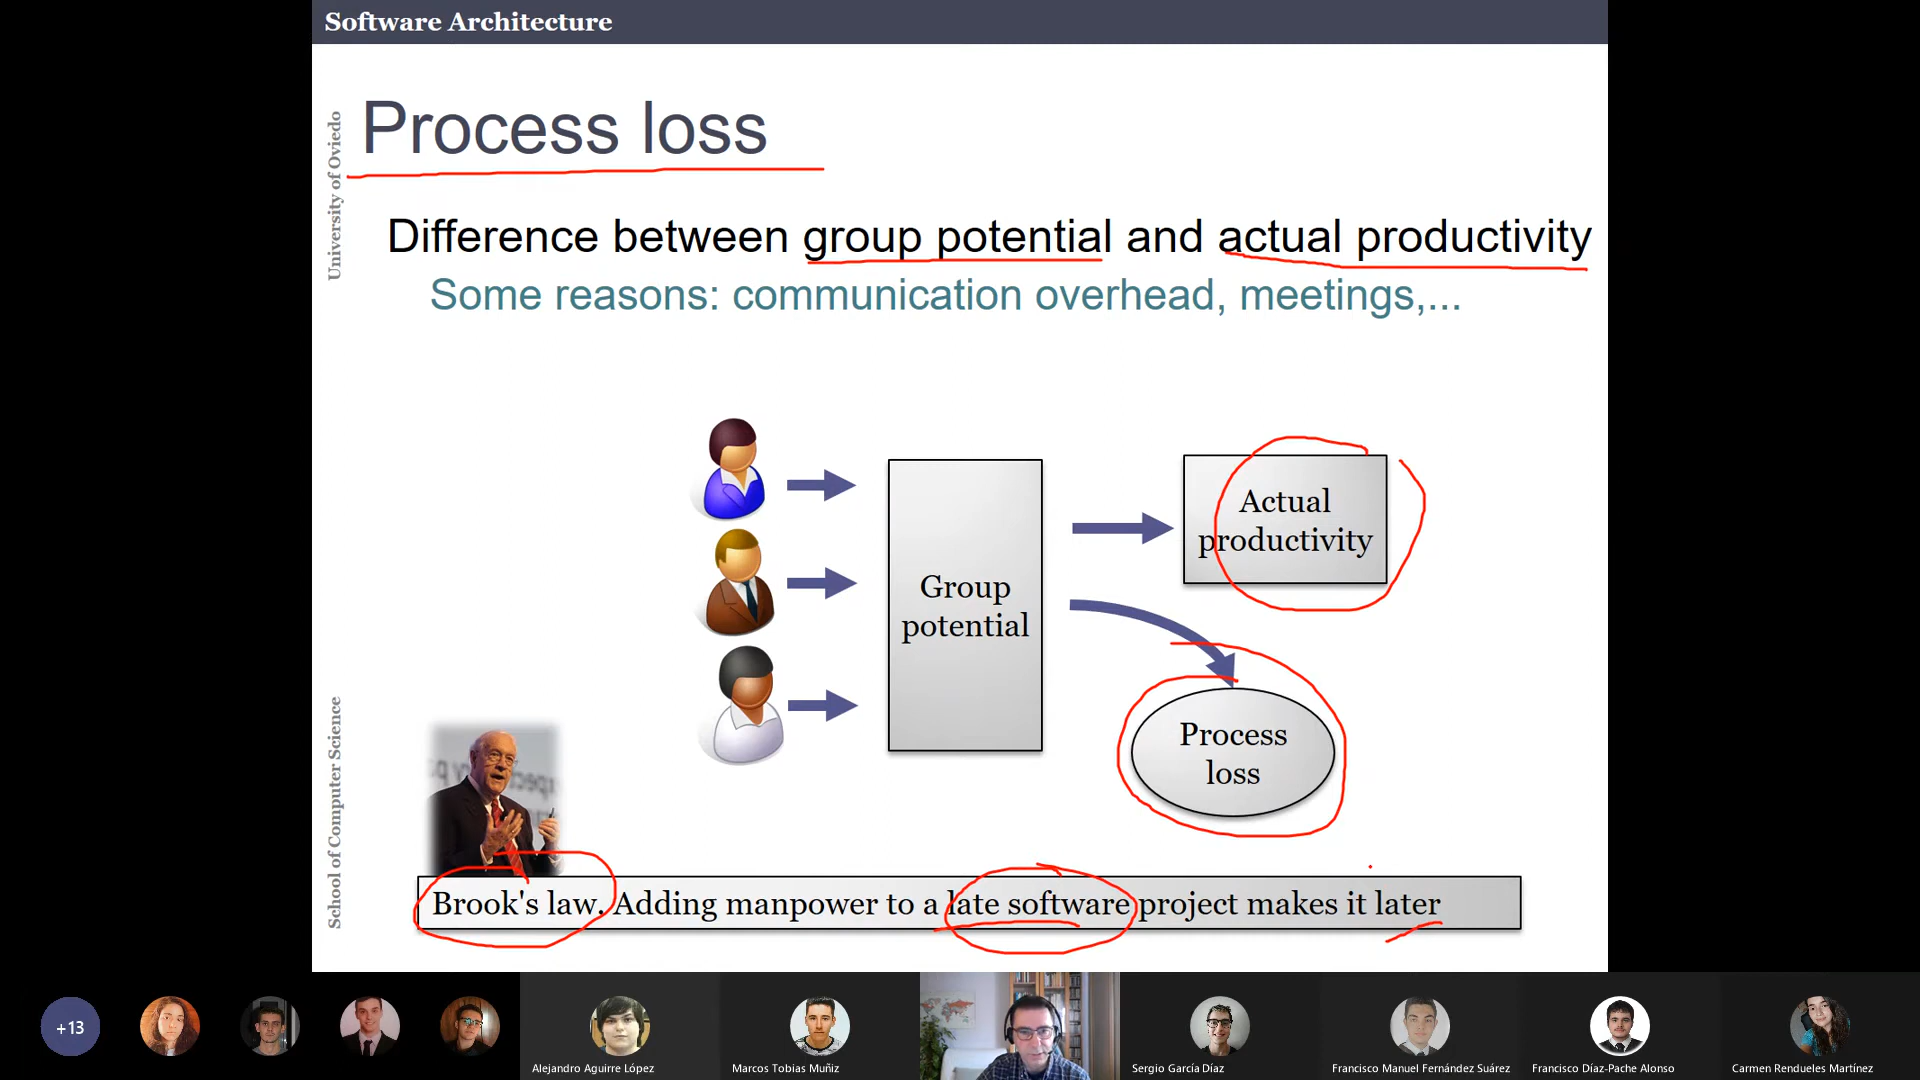 Software Architecture
University of Oviedo
Process loss
Difference between group potential and actual productivity
Some reasons: communication overhead, meetings,...
Group
potential
Actual
productivity
Process
loss
School of Computer Science
Brook's law. Adding manpower to a late software project makes it later
+13
Alejandro Aguirre López
Marcos Tobias Muñiz
Sergio García Díaz
Francisco Manuel Fernández Suárez
Francisco Díaz-Pache Alonso
Carmen Rendueles Martínez